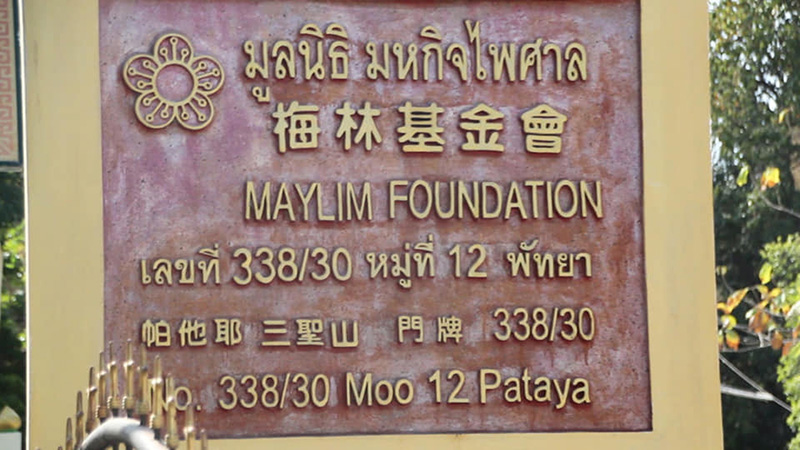 มูลนิธิ มหกิจไพศาล
梅林基金會
MAYLIM FOUNDATION
เลขที่ 338/30 หมู่ที่ 12 พัทยา
帕他耶 三聖山 門牌 338/30
No. 338/30 Moo 12 Pataya